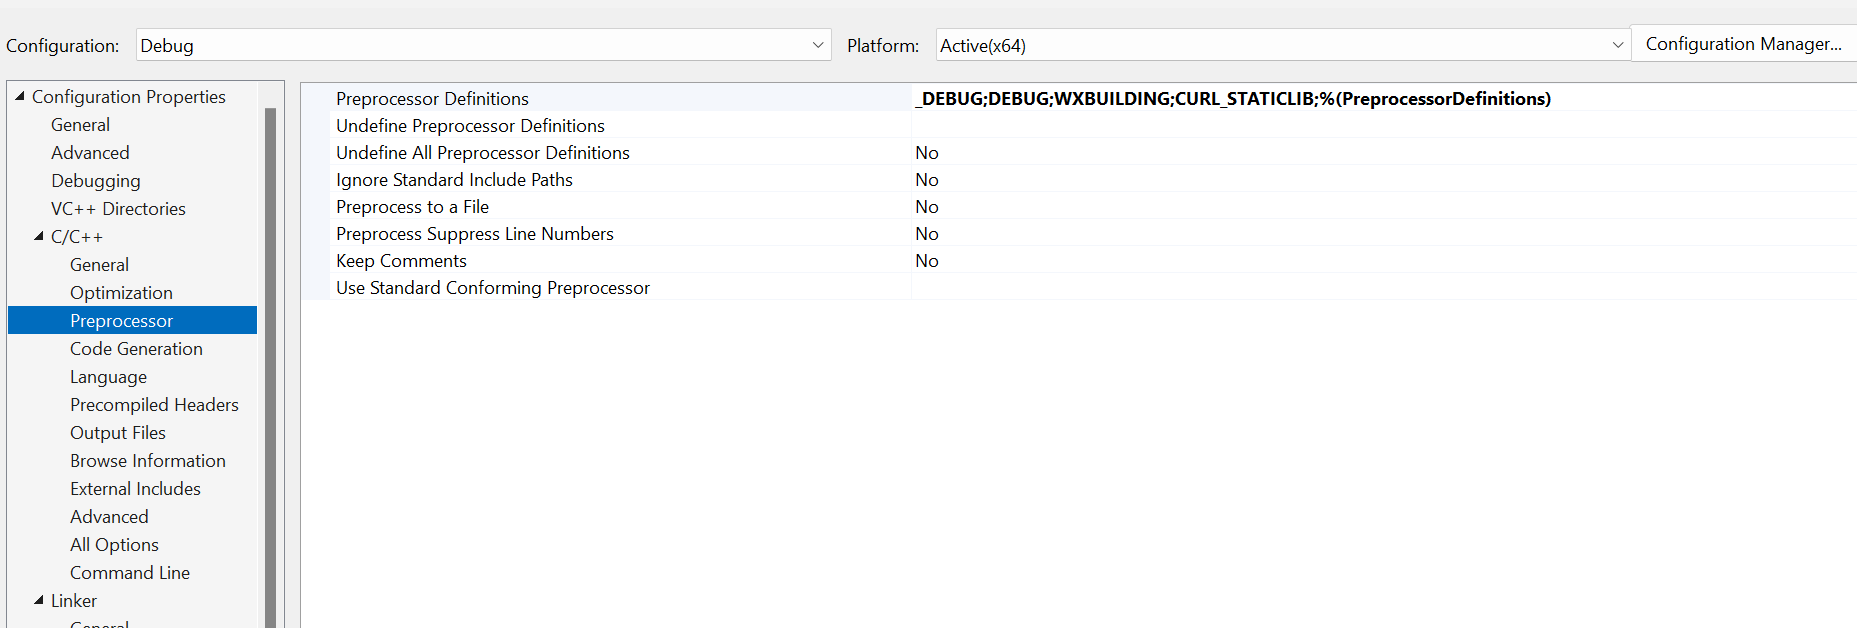 Configuration: Debug Platform: Active(x64) Configuration Manager...
Configuration Properties
General
Advanced
Debugging
VC++ Directories
C/C++
General
Optimization
Preprocessor
Code Generation
Language
Precompiled Headers
Output Files
Browse Information
External Includes
Advanced
All Options
Command Line
Linker
General
Preprocessor Definitions _DEBUG;DEBUG;WXBUILDING;CURL_STATICLIB;%(PreprocessorDefinitions)
Undefine Preprocessor Definitions
Undefine All Preprocessor Definitions No
Ignore Standard Include Paths No
Preprocess to a File No
Preprocess Suppress Line Numbers No
Keep Comments No
Use Standard Conforming Preprocessor